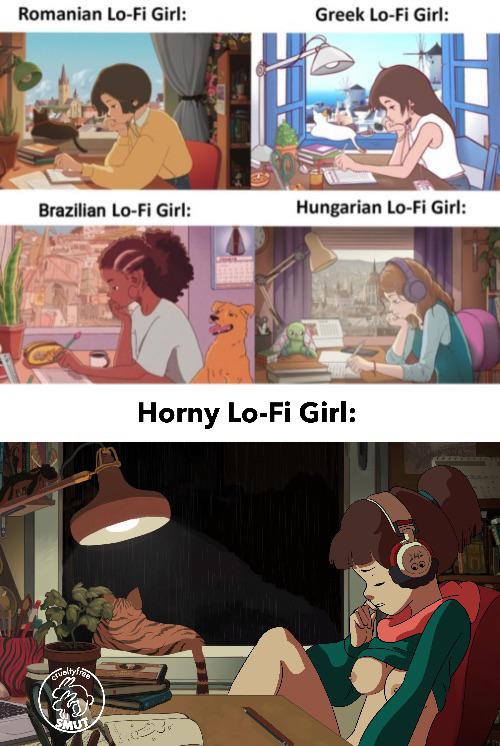 Romanian Lo-Fi Girl:
Greek Lo-Fi Girl:
Brazilian Lo-Fi Girl:
Hungarian Lo-Fi Girl:
Horny Lo-Fi Girl:
crueltyfree
SMUT